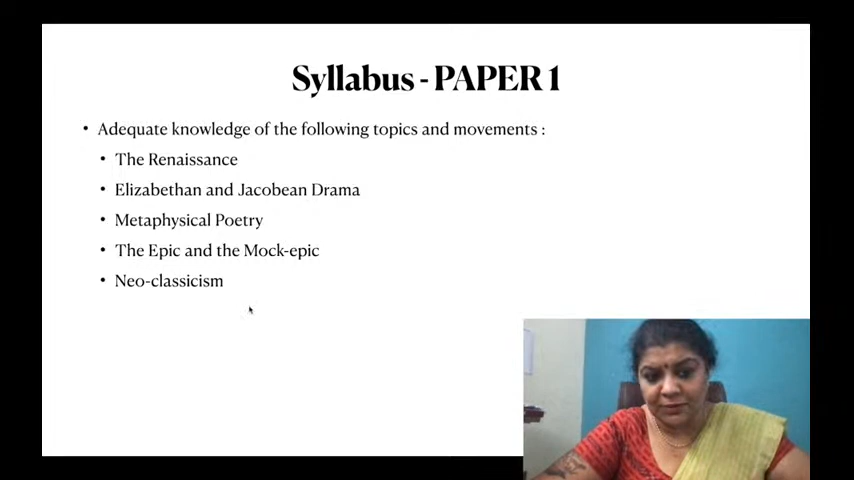 Syllabus - PAPER 1
• Adequate knowledge of the following topics and movements :
• The Renaissance
• Elizabethan and Jacobean Drama
• Metaphysical Poetry
• The Epic and the Mock-epic
• Neo-classicism